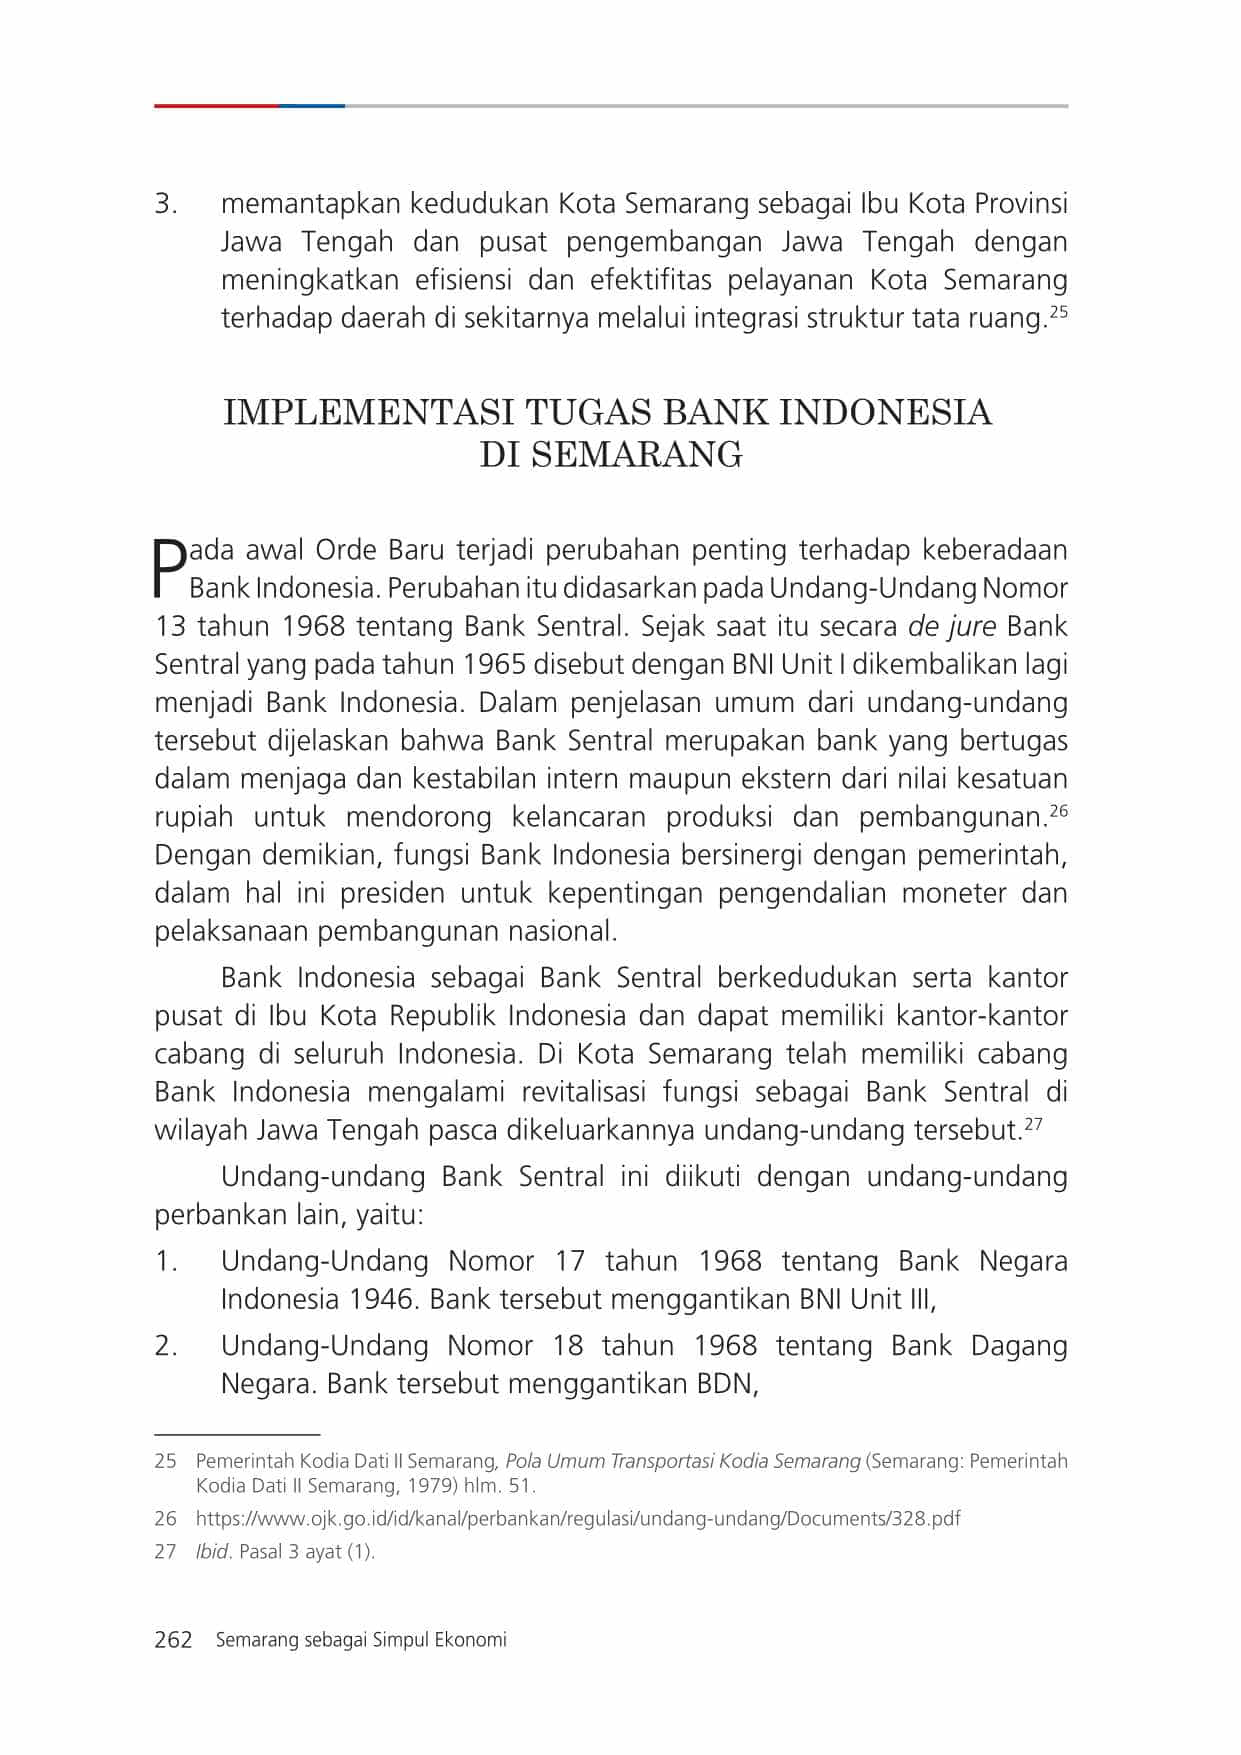 3. memantapkan kedudukan Kota Semarang sebagai Ibu Kota Provinsi
Jawa Tengah dan pusat pengembangan Jawa Tengah dengan
meningkatkan efisiensi dan efektifitas pelayanan Kota Semarang
terhadap daerah di sekitarnya melalui integrasi struktur tata ruang.25
IMPLEMENTASI TUGAS BANK INDONESIA
DI SEMARANG
Pada awal Orde Baru terjadi perubahan penting terhadap keberadaan
Bank Indonesia. Perubahan itu didasarkan pada Undang-Undang Nomor
13 tahun 1968 tentang Bank Sentral. Sejak saat itu secara de jure Bank
Sentral yang pada tahun 1965 disebut dengan BNI Unit I dikembalikan lagi
menjadi Bank Indonesia. Dalam penjelasan umum dari undang-undang
tersebut dijelaskan bahwa Bank Sentral merupakan bank yang bertugas
dalam menjaga dan kestabilan intern maupun ekstern dari nilai kesatuan
rupiah untuk mendorong kelancaran produksi dan pembangunan.26
Dengan demikian, fungsi Bank Indonesia bersinergi dengan pemerintah,
dalam hal ini presiden untuk kepentingan pengendalian moneter dan
pelaksanaan pembangunan nasional.
Bank Indonesia sebagai Bank Sentral berkedudukan serta kantor
pusat di Ibu Kota Republik Indonesia dan dapat memiliki kantor-kantor
cabang di seluruh Indonesia. Di Kota Semarang telah memiliki cabang
Bank Indonesia mengalami revitalisasi fungsi sebagai Bank Sentral di
wilayah Jawa Tengah pasca dikeluarkannya undang-undang tersebut.27
Undang-undang Bank Sentral ini diikuti dengan undang-undang
perbankan lain, yaitu:
1. Undang-Undang Nomor 17 tahun 1968 tentang Bank Negara
Indonesia 1946. Bank tersebut menggantikan BNI Unit III,
2. Undang-Undang Nomor 18 tahun 1968 tentang Bank Dagang
Negara. Bank tersebut menggantikan BDN,
25 Pemerintah Kodia Dati II Semarang, Pola Umum Transportasi Kodia Semarang (Semarang: Pemerintah
Kodia Dati II Semarang, 1979) hlm. 51.
26 https://www.ojk.go.id/id/kanal/perbankan/regulasi/undang-undang/Documents/328.pdf
27 Ibid. Pasal 3 ayat (1).
262 Semarang sebagai Simpul Ekonomi